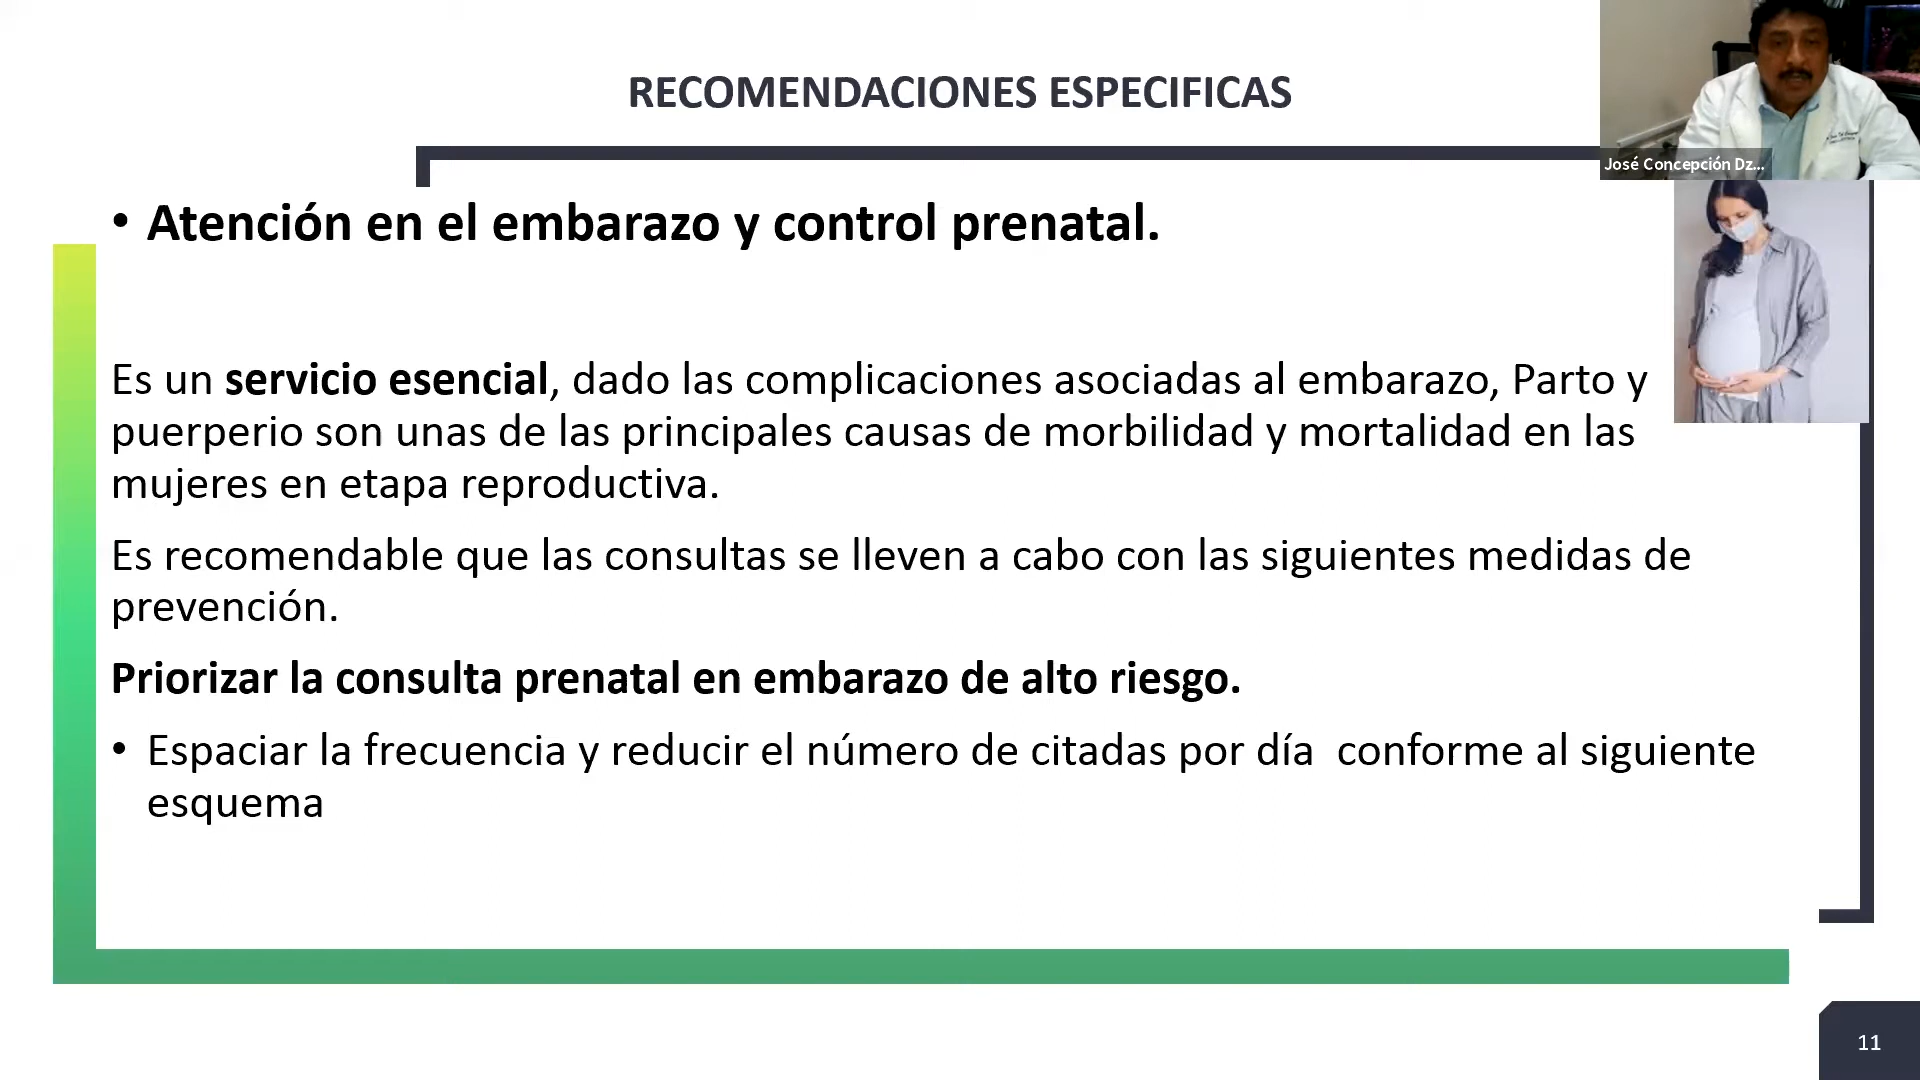 RECOMENDACIONES ESPECIFICAS
José Concepción Dz...
• Atención en el embarazo y control prenatal.
Es un servicio esencial, dado las complicaciones asociadas al embarazo, Parto y
puerperio son unas de las principales causas de morbilidad y mortalidad en las
mujeres en etapa reproductiva.
Es recomendable que las consultas se lleven a cabo con las siguientes medidas de
prevención.
Priorizar la consulta prenatal en embarazo de alto riesgo.
• Espaciar la frecuencia y reducir el número de citadas por día  conforme al siguiente
esquema
11